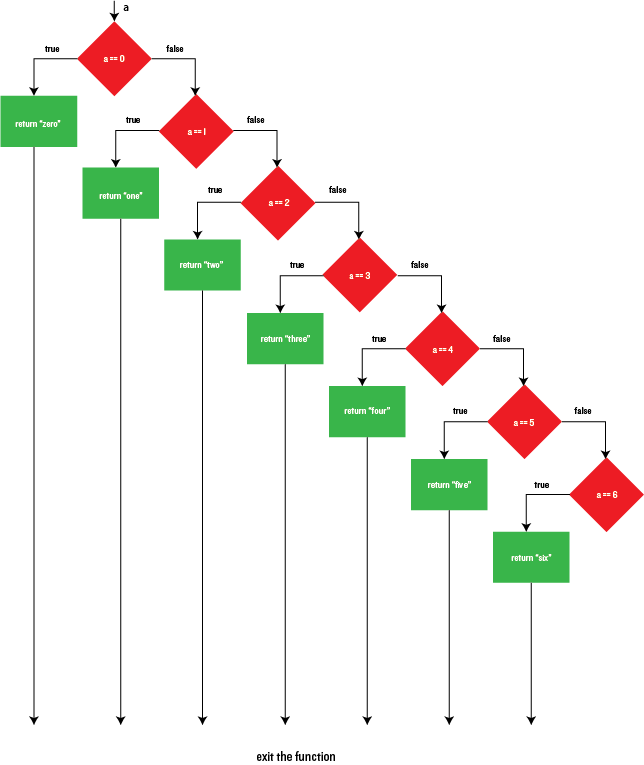 a
a == 0
true
false
return "zero"
a == 1
true
false
return "one"
a == 2
true
false
return "two"
a == 3
true
false
return "three"
a == 4
true
false
return "four"
a == 5
true
false
return "five"
a == 6
true
return "six"
exit the function